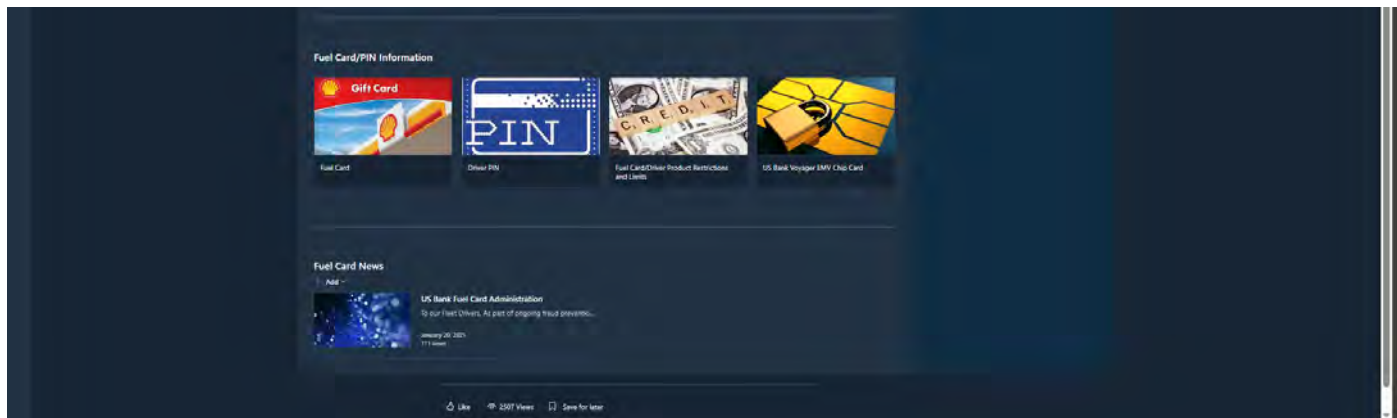 Fuel Card/PIN Information
Gift Card
PIN
C, R, E, D, I, T,
Fuel Card
Driver PIN
Fuel Card/Driver Product Restrictions
and Limits
US Bank Voyager EMV Chip Card
Fuel Card News
Add
US Bank Fuel Card Administration
To our Fleet Drivers, As part of ongoing fraud preventio...
January 20, 2025
views
Like
2507 Views
Save for later